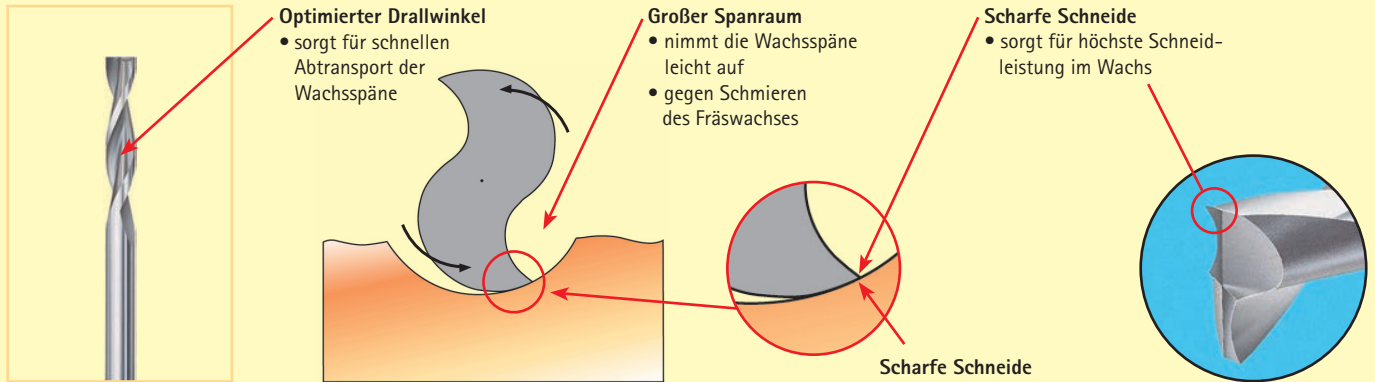 Optimierter Drallwinkel
• sorgt für schnellen
Abtransport der
Wachsspäne
Großer Spanraum
• nimmt die Wachsspäne
leicht auf
• gegen Schmieren
des Fräswachses
Scharfe Schneide
• sorgt für höchste Schneid-
leistung im Wachs
Scharfe Schneide